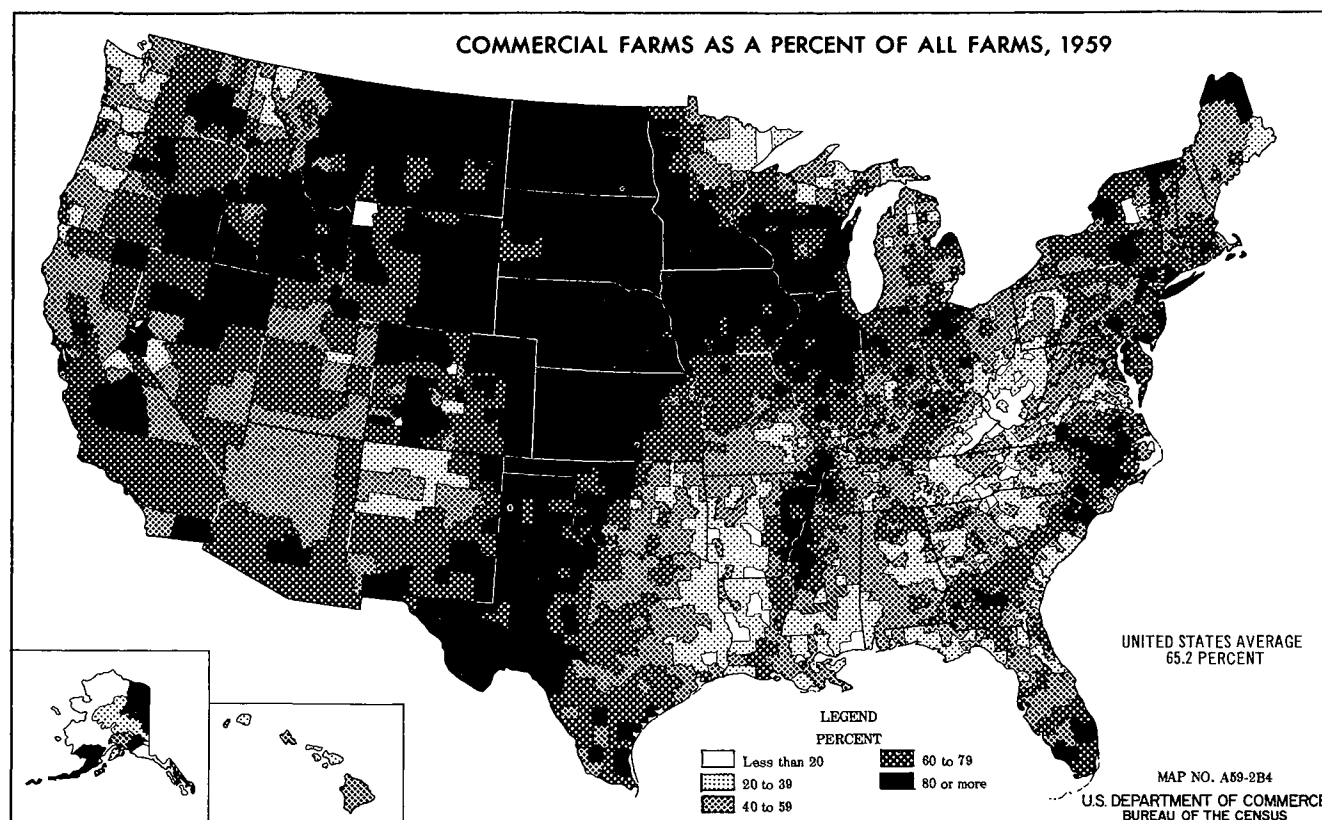 COMMERCIAL FARMS AS A PERCENT OF ALL FARMS, 1959
UNITED STATES AVERAGE
65.2 PERCENT
LEGEND
PERCENT
Less than 20
20 to 39
40 to 59
60 to 79
80 or more
MAP NO. A59-2B4
U.S. DEPARTMENT OF COMMERCE
BUREAU OF THE CENSUS